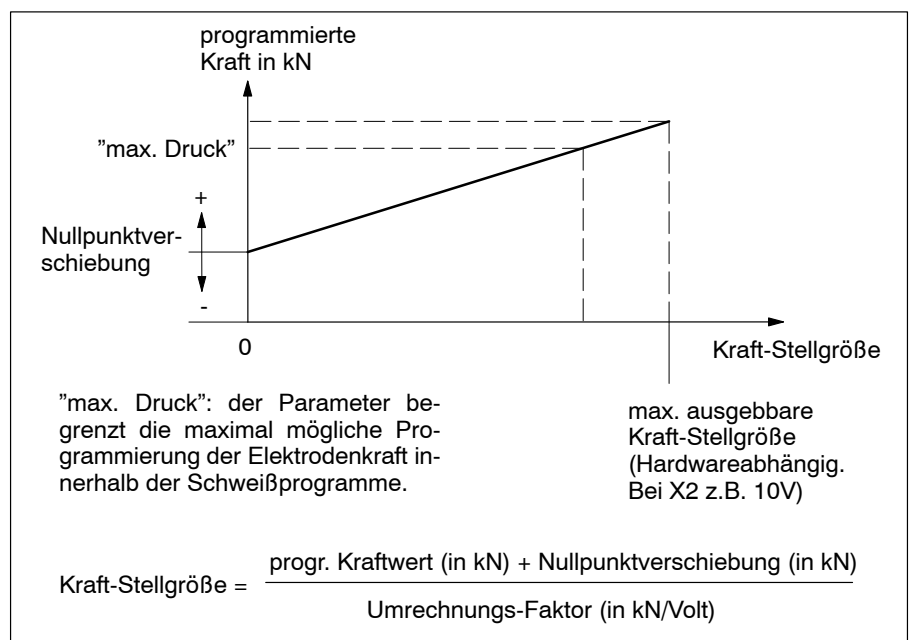 programmierte
Kraft in kN
”max. Druck”
+
Nullpunktver-
schiebung
-
0
Kraft-Stellgröße
”max. Druck”: der Parameter be-
grenzt die maximal mögliche Pro-
grammierung der Elektrodenkraft in-
nerhalb der Schweißprogramme.
max. ausgebbare
Kraft-Stellgröße
(Hardwareabhängig.
Bei X2 z.B. 10V)
Kraft-Stellgröße = progr. Kraftwert (in kN) + Nullpunktverschiebung (in kN)
Umrechnungs-Faktor (in kN/Volt)